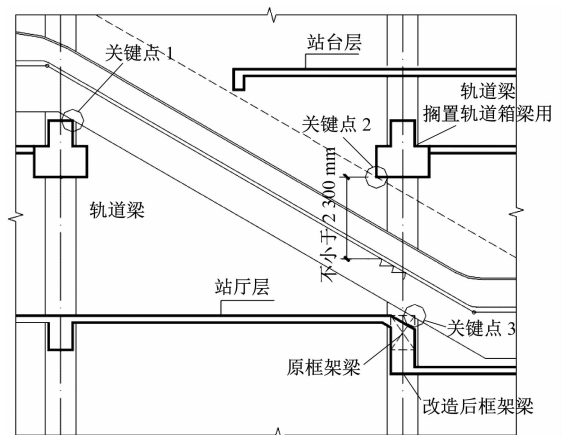 站台层
关键点 1
轨道梁
搁置轨道箱梁用
关键点 2
不小于 2 300 mm
轨道梁
站厅层
关键点 3
原框架梁
改造后框架梁